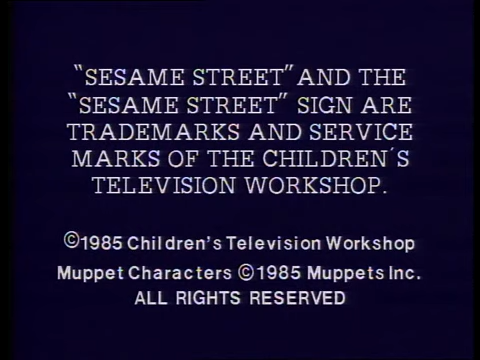 “SESAME STREET” AND THE
“SESAME STREET” SIGN ARE
TRADEMARKS AND SERVICE
MARKS OF THE CHILDREN'S
TELEVISION WORKSHOP.
©1985 Children's Television Workshop
Muppet Characters ©1985 Muppets Inc.
ALL RIGHTS RESERVED